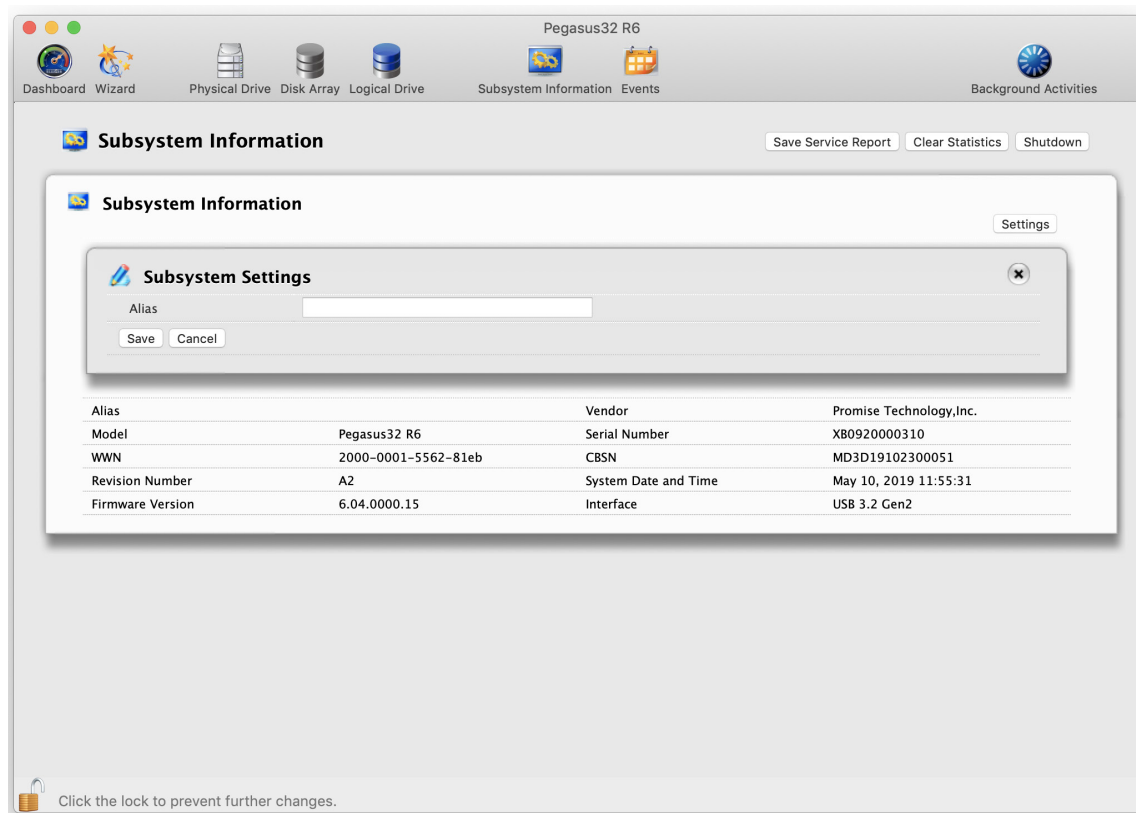 Pegasus32 R6
Dashboard Wizard Physical Drive Disk Array Logical Drive Subsystem Information Events Background Activities
Subsystem Information Save Service Report Clear Statistics Shutdown
Subsystem Information
Settings
Subsystem Settings
Alias
Save Cancel
Alias Vendor Promise Technology,Inc.
Model Pegasus32 R6 Serial Number XB0920000310
WWN 2000-0001-5562-81eb CBSN MD3D19102300051
Revision Number A2 System Date and Time May 10, 2019 11:55:31
Firmware Version 6.04.0000.15 Interface USB 3.2 Gen2
Click the lock to prevent further changes.